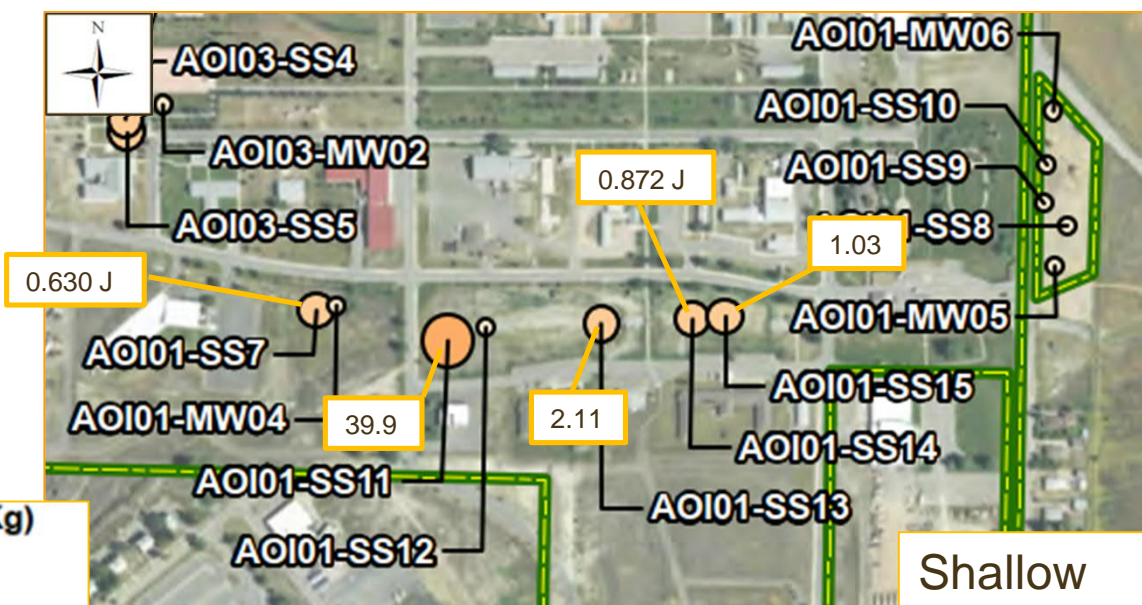 N
AOI03-SS4
AOI01-MW06
AOI01-SS10
AOI03-MW02
0.872 J
AOI01-SS9
-SS8
AOI03-SS5
1.03
0.630 J
AOI01-MW05
AOI01-SS7
AOI01-SS15
AOI01-MW04
39.9
2.11
AOI01-SS14
AOI01-SS11
AOI01-SS13
g)
AOI01-SS12
Shallow